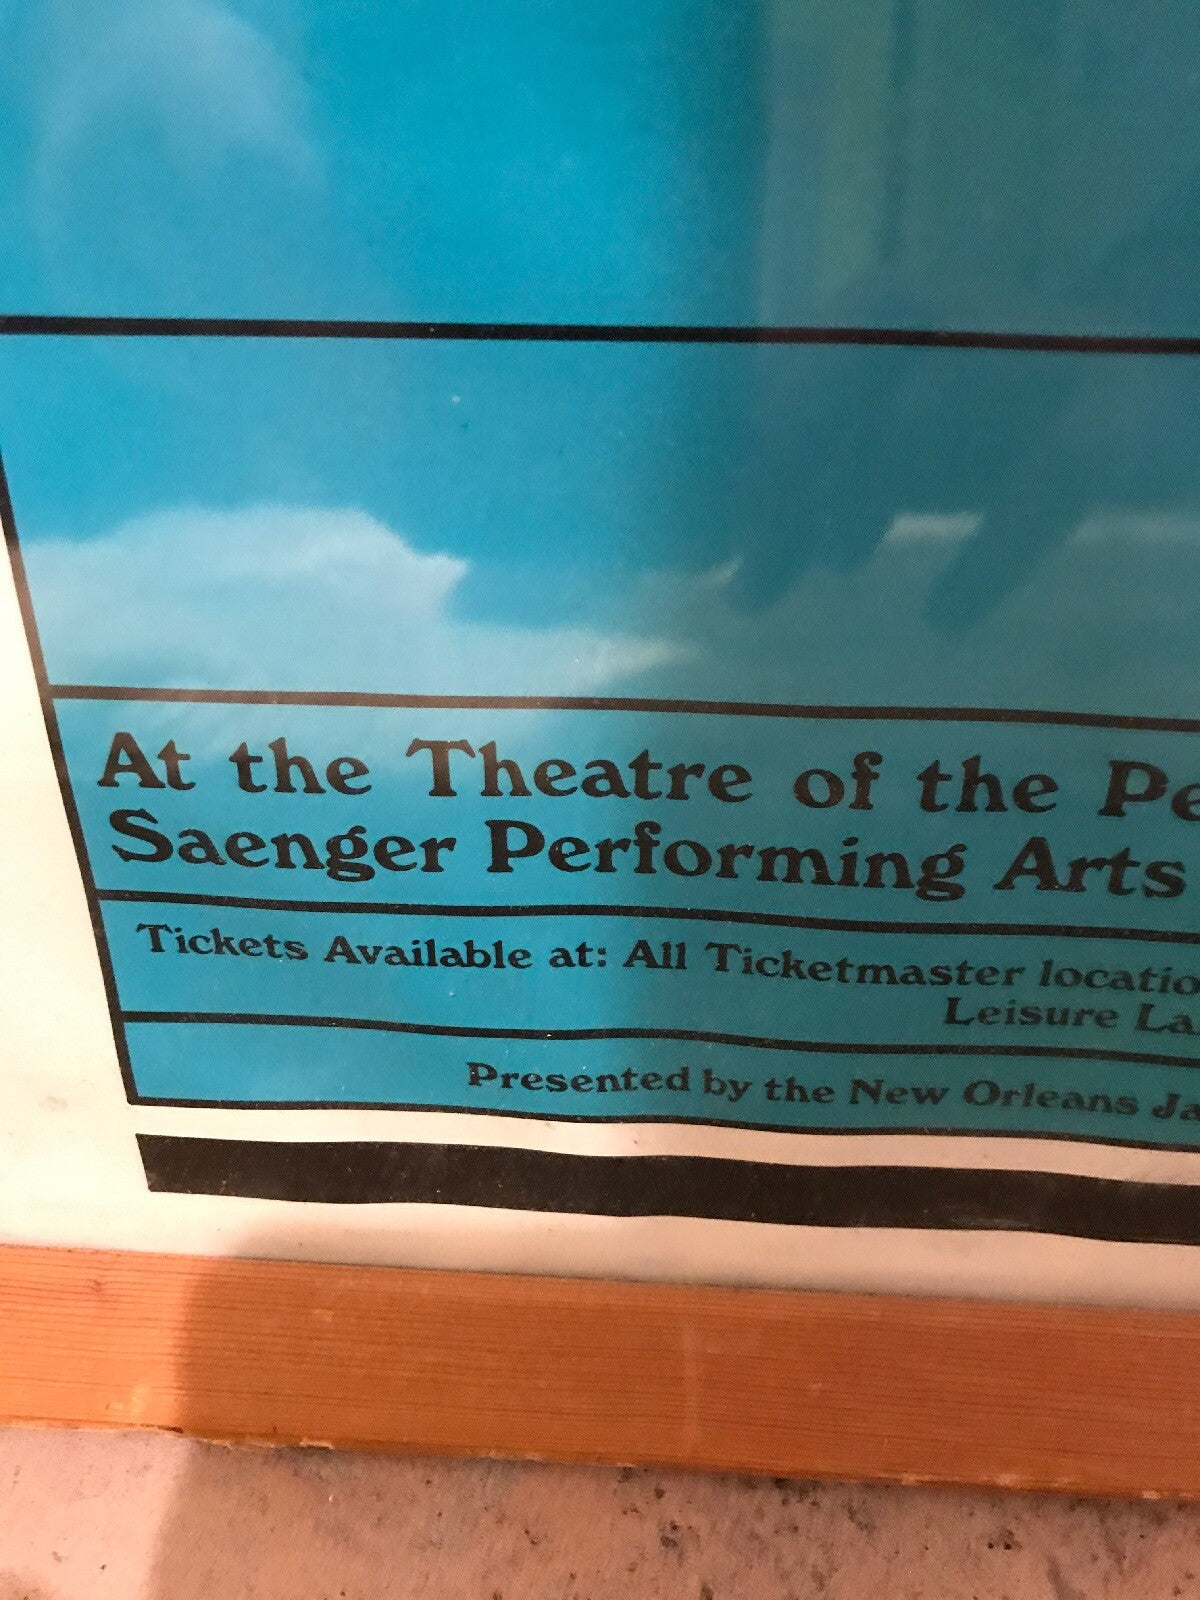 At the Theatre of the Pe
Saenger Performing Arts
Tickets Available at: All Ticketmaster locatio
Leisure La
Presented by the New Orleans Ja